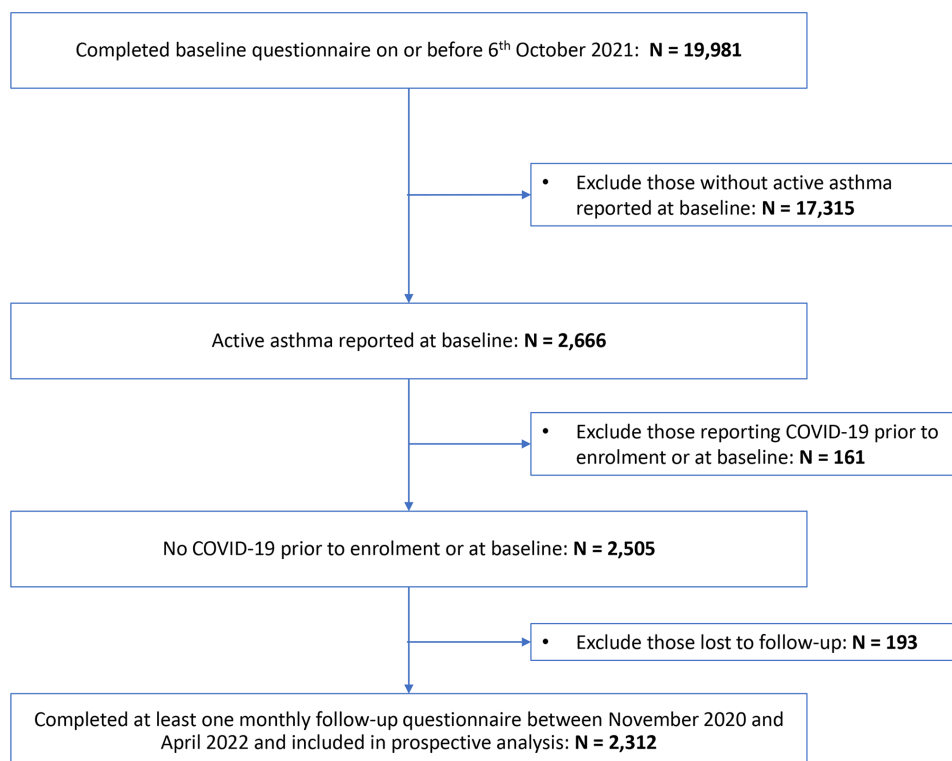 Completed baseline questionnaire on or before 6th October 2021: N = 19,981
• Exclude those without active asthma
reported at baseline: N = 17,315
Active asthma reported at baseline: N = 2,666
• Exclude those reporting COVID-19 prior to
enrolment or at baseline: N = 161
No COVID-19 prior to enrolment or at baseline: N = 2,505
• Exclude those lost to follow-up: N = 193
Completed at least one monthly follow-up questionnaire between November 2020 and
April 2022 and included in prospective analysis: N = 2,312